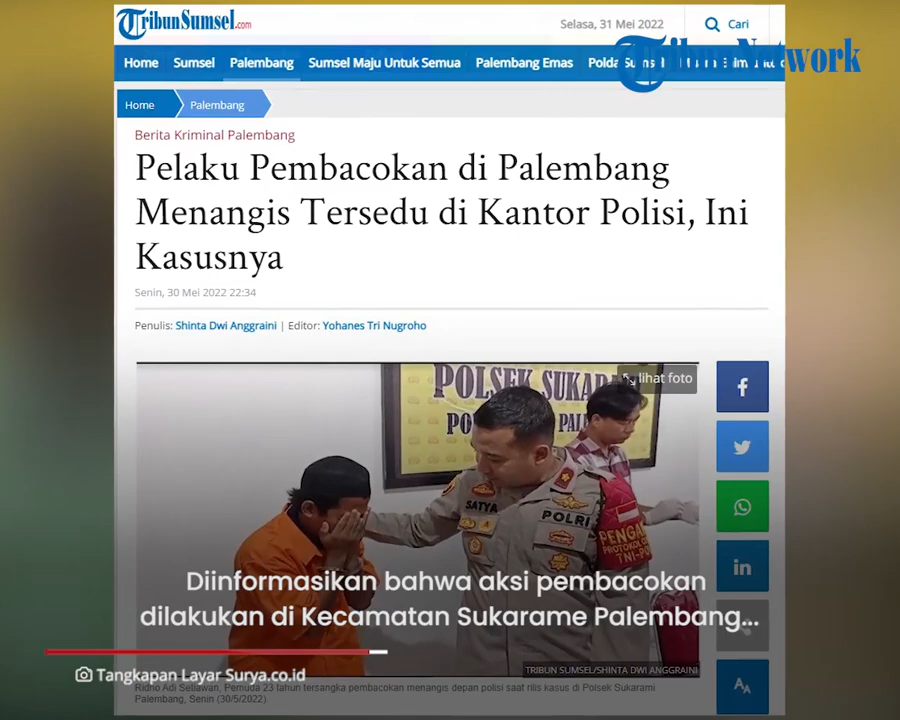 TribunSumsel.com
Selasa, 31 Mei 2022
Cari
TribunNetwork
Home Sumsel Palembang Sumsel Maju Untuk Semua Palembang Emas
Home Palembang
Berita Kriminal Palembang
Pelaku Pembacokan di Palembang
Menangis Tersedu di Kantor Polisi, Ini
Kasusnya
Senin, 30 Mei 2022 22:34
Penulis: Shinta Dwi Anggraini | Editor: Yohanes Tri Nugroho
lihat foto
POLSEK
SATYA
POLRI
PROTOKOL
Diinformasikan bahwa aksi pembacokan
dilakukan di Kecamatan Sukarame Palembang...
TRIBUN SUMSEL/SHINTA DWI ANGGRAINI
Tangkapan Layar Surya.co.id
Ridho Adi Setiawan, Pemuda 23 tahun tersangka pembacokan menangis depan polisi saat rilis kasus di Polsek Sukarami
Palembang, Senin (30/5/2022).
AA